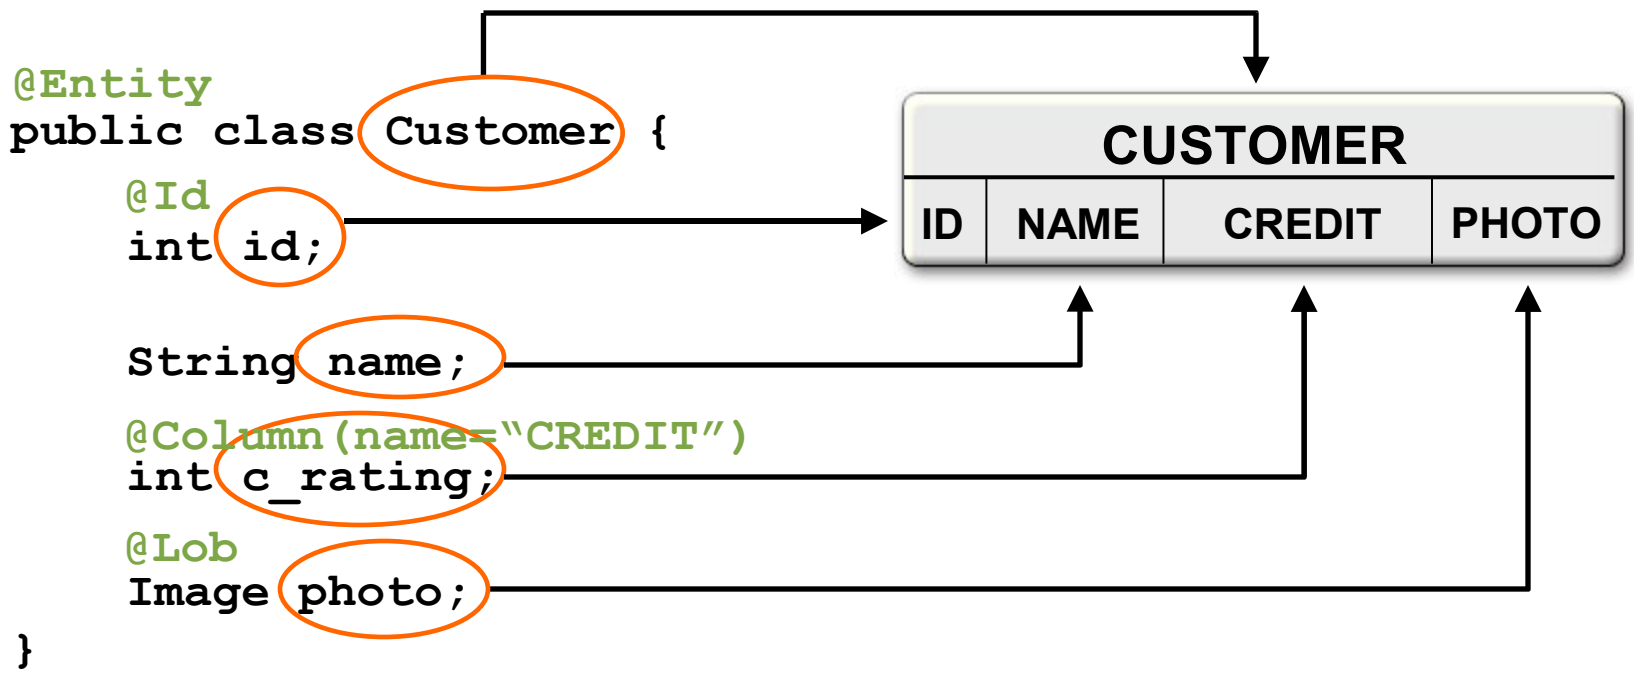 @Entity
public class Customer {
@Id
int id;
String name;
@Column(name=“CREDIT”)
int c_rating;
@Lob
Image photo;
}
CUSTOMER
ID NAME CREDIT PHOTO